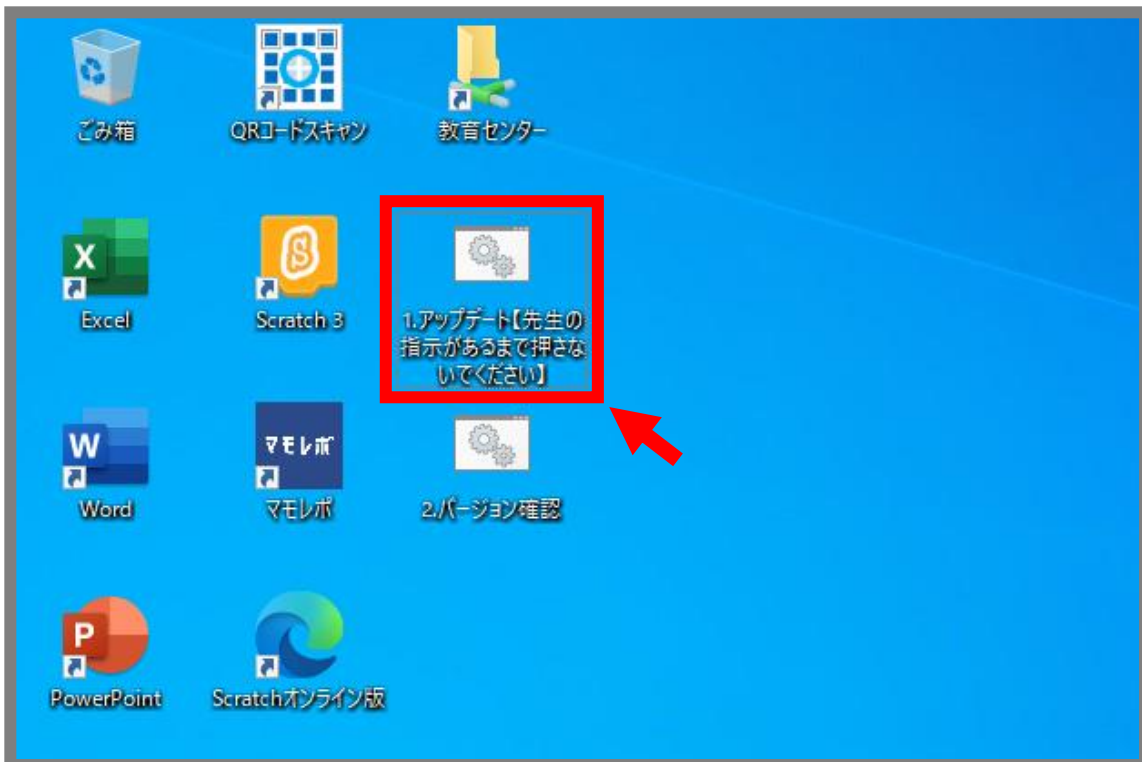 ごみ箱
QRコードスキャン
教育センター
X
Excel
S
Scratch 3
1.アップデート【先生の
指示があるまで押さな
いでください】
W
Word
マモレポ
マモレポ
2.バージョン確認
P
PowerPoint
Scratchオンライン版